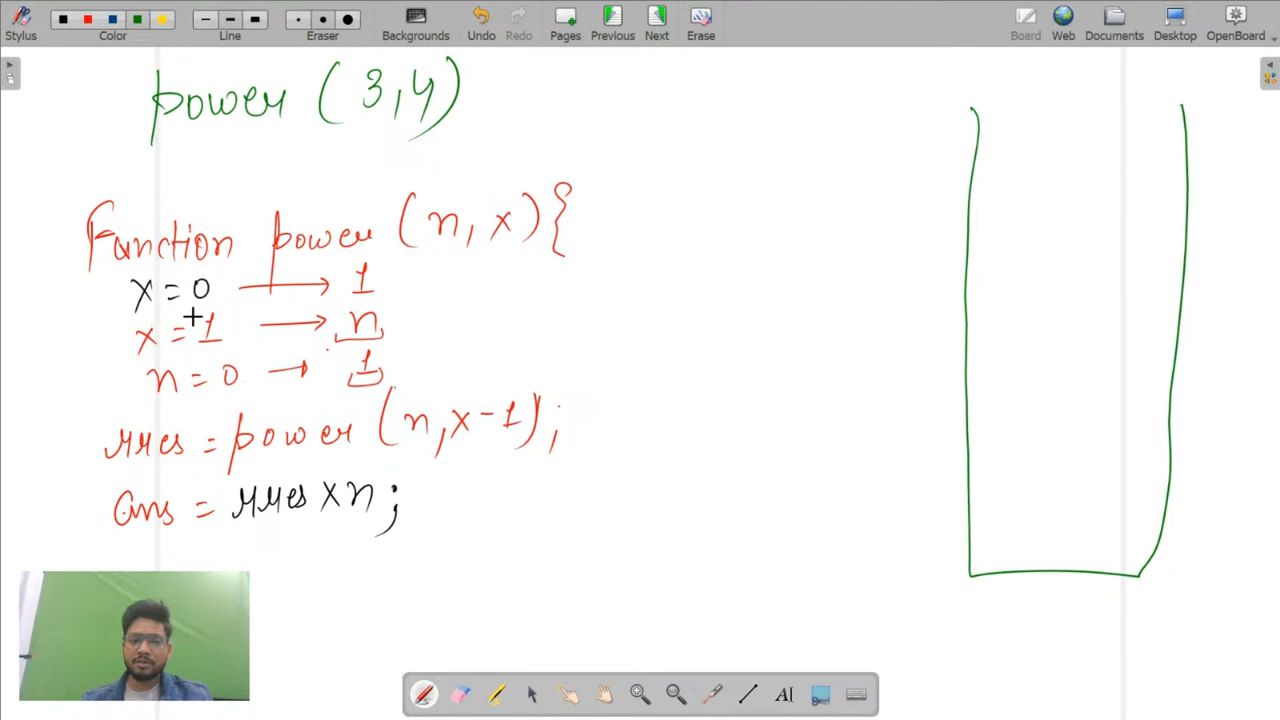 Stylus Color Line Eraser Backgrounds Undo Redo Pages Previous Next Erase Board Web Documents Desktop OpenBoard
power (3,4)
Function power (n, x) {
x = 0 → 1
x = 1 → n
n = 0 → 1
rres = power (n, x-1);
ans = rres x n;
AI